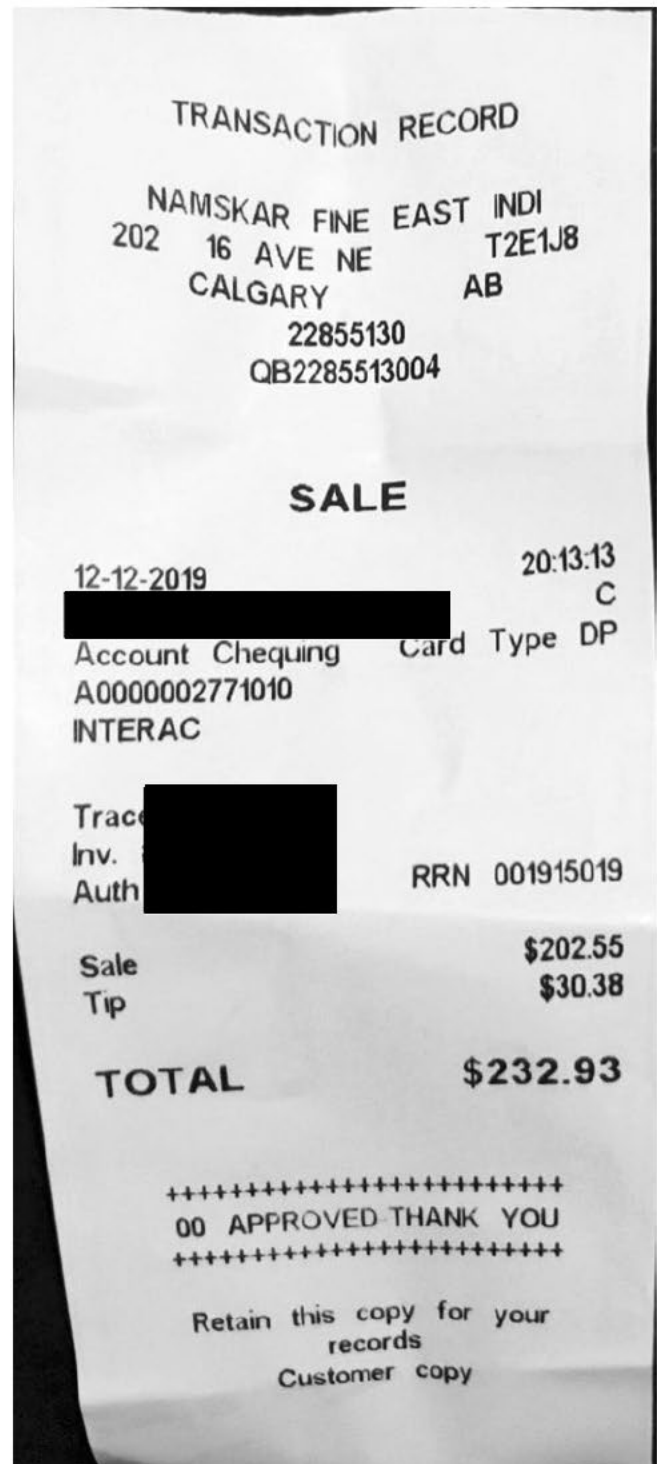 TRANSACTION RECORD
NAMSKAR FINE EAST INDI
202 16 AVE NE T2E1J8
CALGARY AB
22855130
QB2285513004
SALE
12-12-2019 20:13:13
C
Account Chequing Card Type DP
A0000002771010
INTERAC
Trace
Inv.
Auth RRN 001915019
Sale $202.55
Tip $30.38
TOTAL $232.93
+++++++++++++++++++++++++
00 APPROVED-THANK YOU
+++++++++++++++++++++++++
Retain this copy for your
records
Customer copy